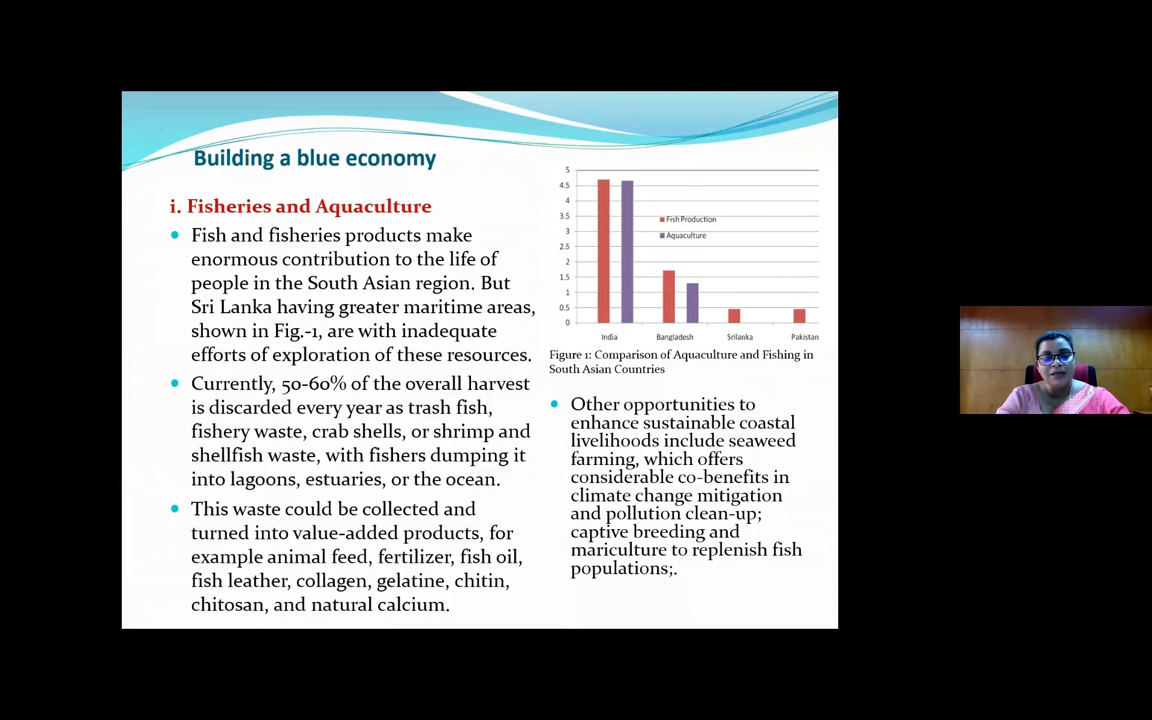 Building a blue economy
i. Fisheries and Aquaculture
Fish and fisheries products make
enormous contribution to the life of
people in the South Asian region. But
Sri Lanka having greater maritime areas,
shown in Fig.-1, are with inadequate
efforts of exploration of these resources.
Currently, 50-60% of the overall harvest
is discarded every year as trash fish,
fishery waste, crab shells, or shrimp and
shellfish waste, with fishers dumping it
into lagoons, estuaries, or the ocean.
This waste could be collected and
turned into value-added products, for
example animal feed, fertilizer, fish oil,
fish leather, collagen, gelatine, chitin,
chitosan, and natural calcium.
5
4.5
4
3.5
3
2.5
2
1.5
1
0.5
0
Fish Production
Aquaculture
India Bangladesh Srilanka Pakistan
Figure 1: Comparison of Aquaculture and Fishing in
South Asian Countries
Other opportunities to
enhance sustainable coastal
livelihoods include seaweed
farming, which offers
considerable co-benefits in
climate change mitigation
and pollution clean-up;
captive breeding and
mariculture to replenish fish
populations;.